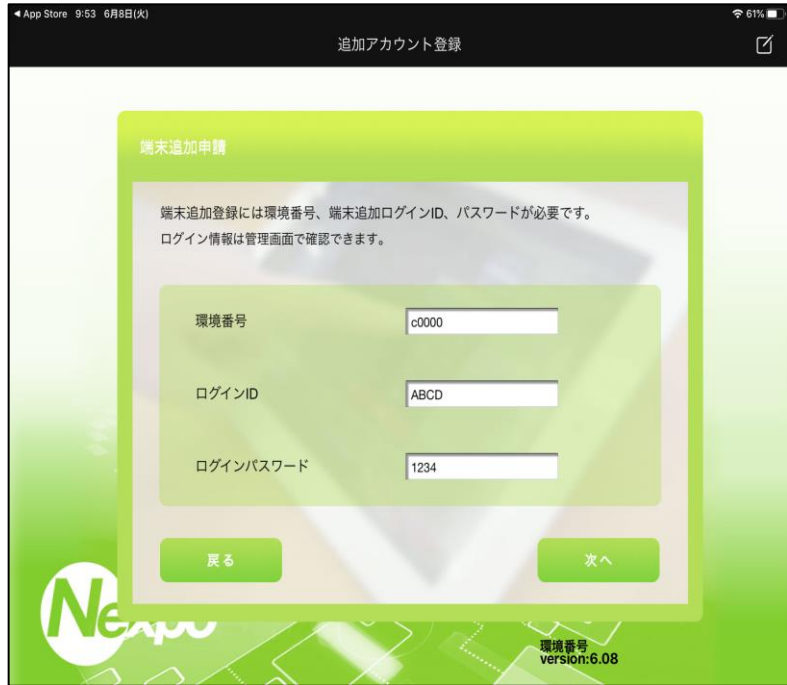 ◀ App Store 9:53 6月8日(火) 61%
追加アカウント登録
端末追加申請
端末追加登録には環境番号、端末追加ログインID、パスワードが必要です。
ログイン情報は管理画面で確認できます。
環境番号 c0000
ログインID ABCD
ログインパスワード 1234
戻る 次へ
Nexpo
環境番号
version:6.08